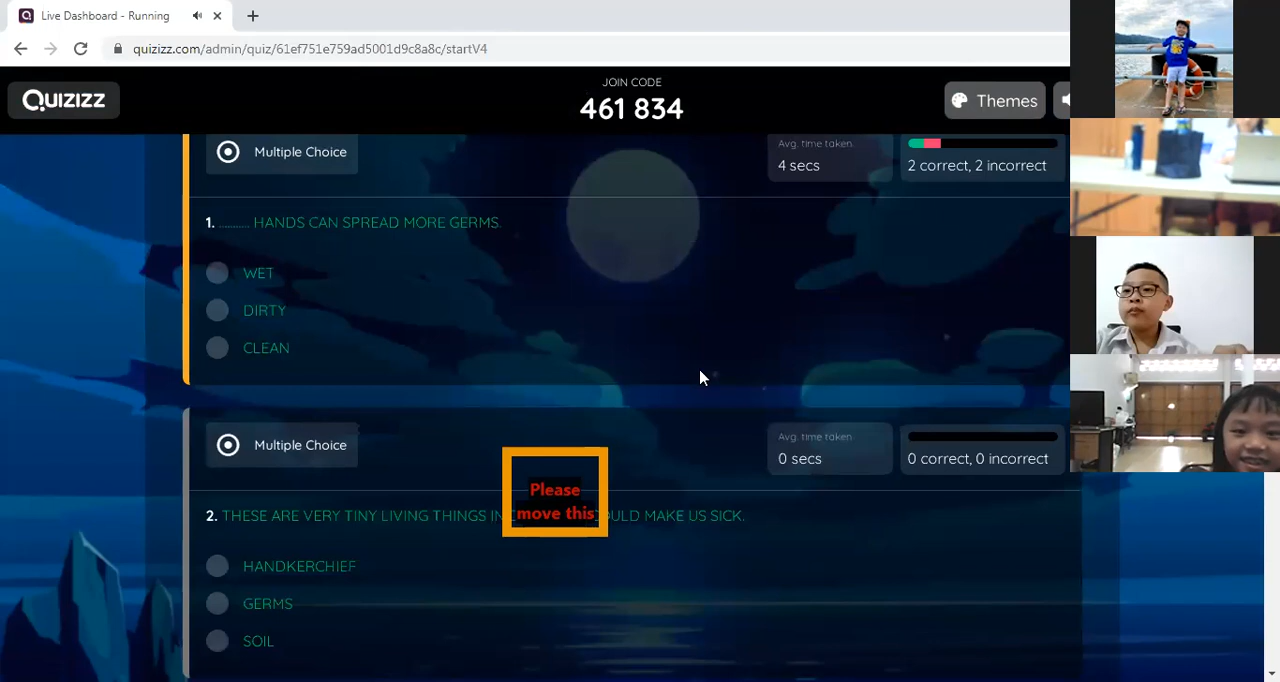 Live Dashboard - Running
quizizz.com/admin/quiz/61ef751e759ad5001d9c8a8c/startV4
Quizizz
JOIN CODE
461 834
Themes
Multiple Choice
Avg. time taken
4 secs
2 correct, 2 incorrect
1. .......... HANDS CAN SPREAD MORE GERMS.
WET
DIRTY
CLEAN
Multiple Choice
Avg. time taken
0 secs
0 correct, 0 incorrect
Please
move this
2. THESE ARE VERY TINY LIVING THINGS IN OULD MAKE US SICK.
HANDKERCHIEF
GERMS
SOIL